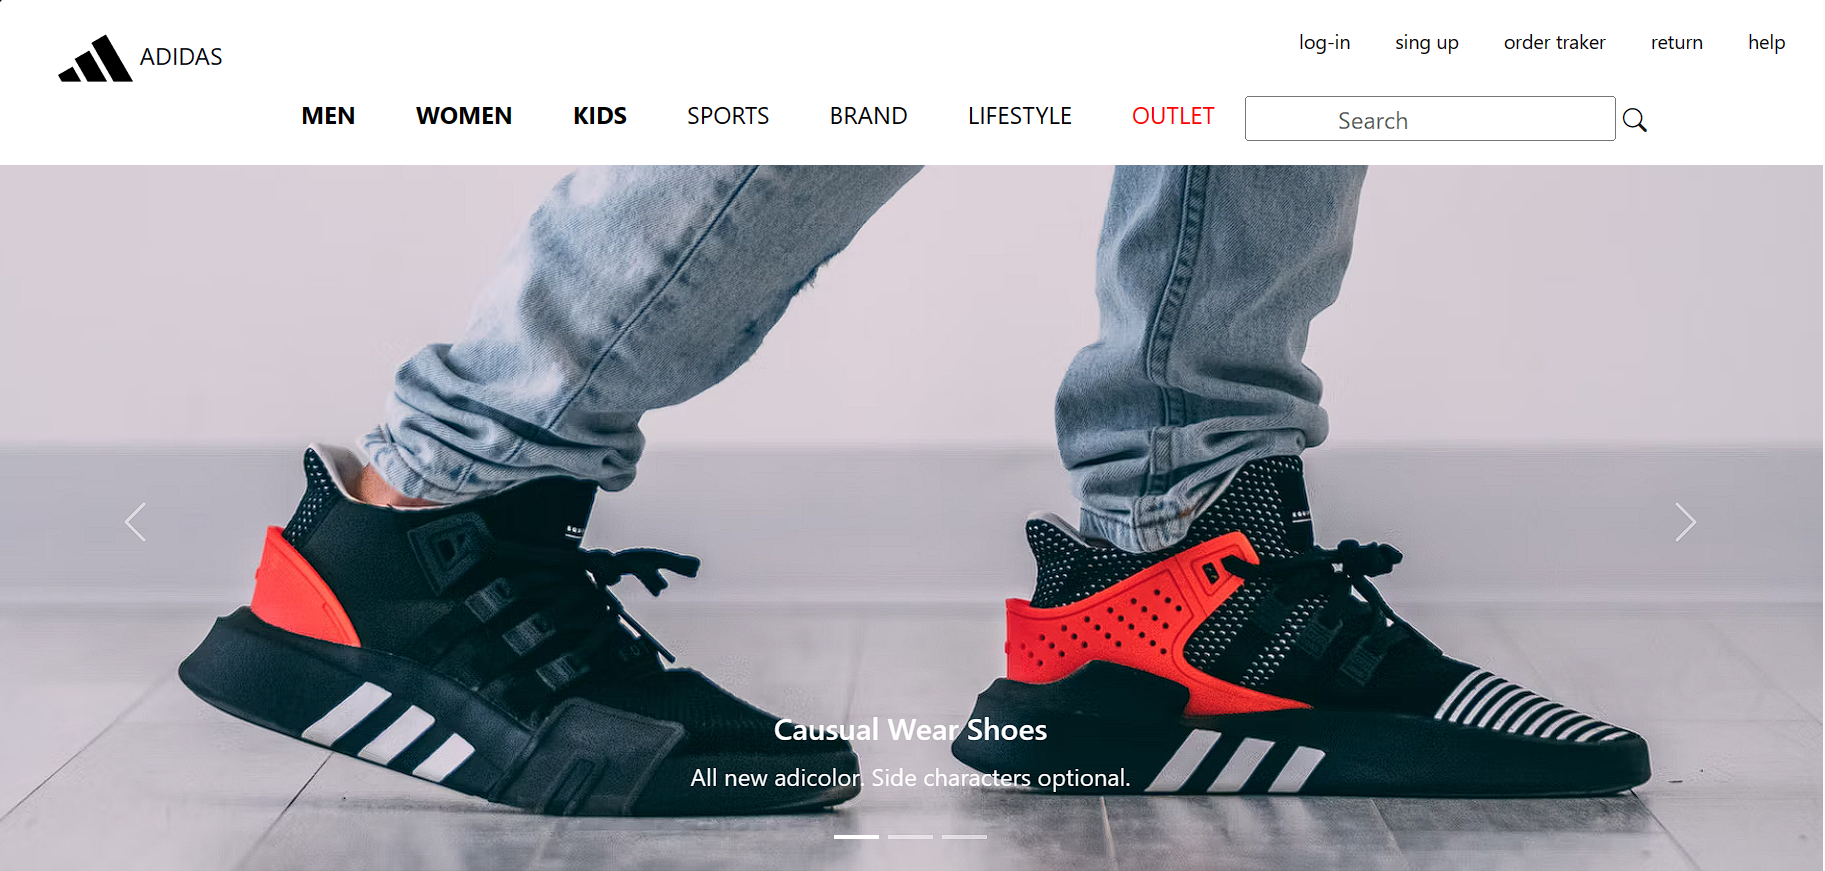 ADIDAS
log-in sing up order traker return help
MEN WOMEN KIDS SPORTS BRAND LIFESTYLE OUTLET Search
Causual Wear Shoes
All new adicolor. Side characters optional.